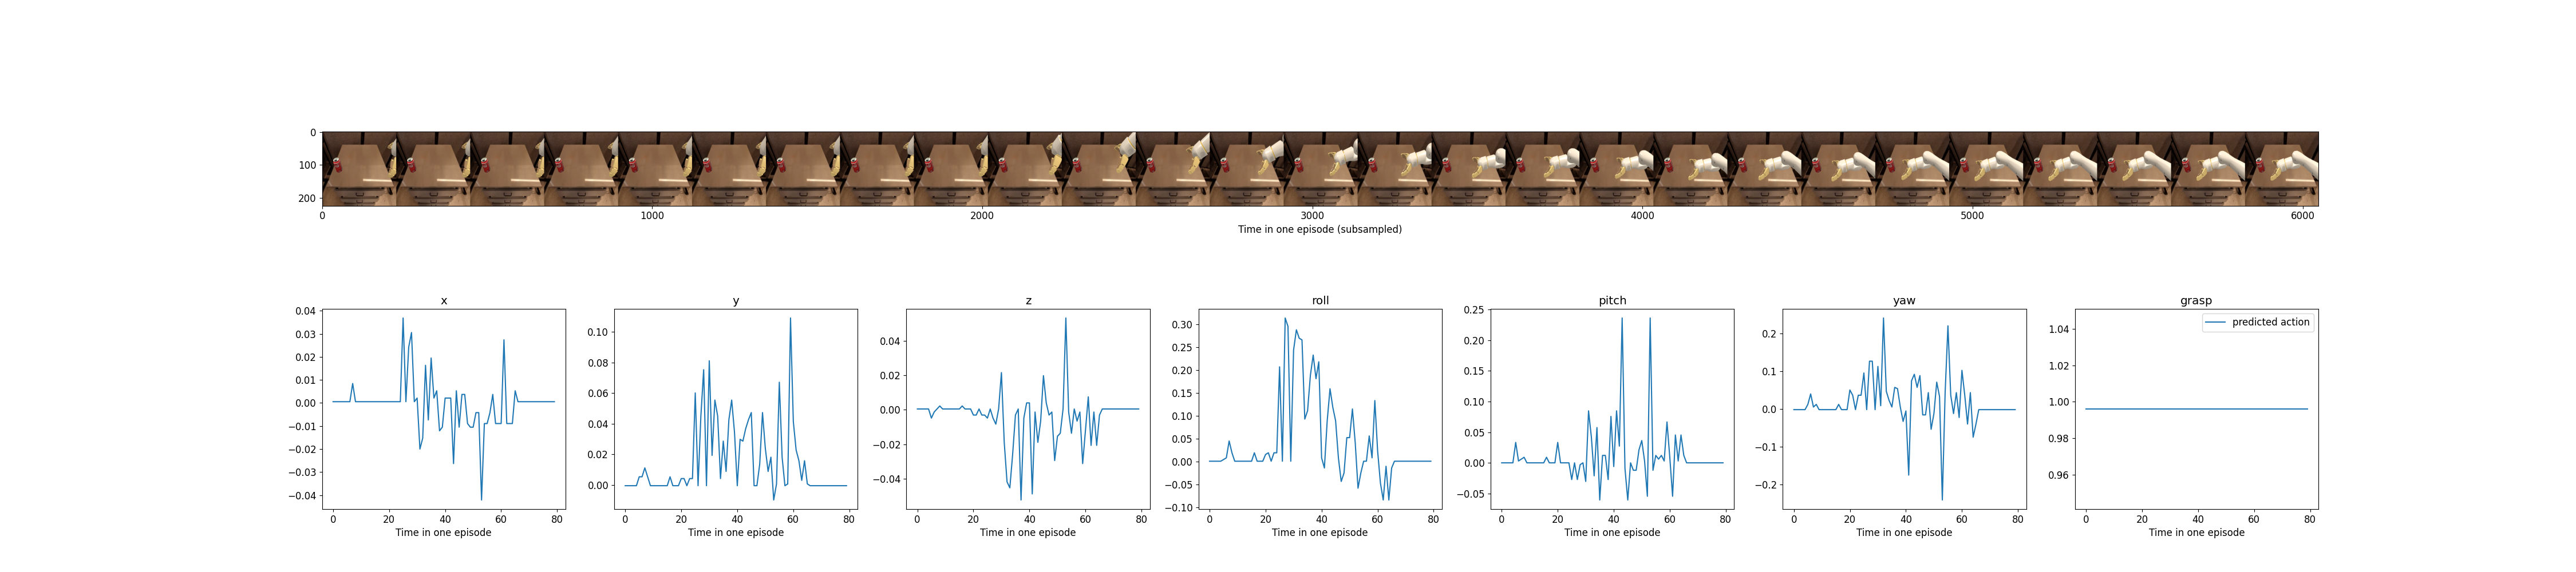 0
100
200
0 1000 2000 3000 4000 5000 6000
Time in one episode (subsampled)
x
0.04
0.03
0.02
0.01
0.00
−0.01
−0.02
−0.03
−0.04
0 20 40 60 80
Time in one episode
y
0.10
0.08
0.06
0.04
0.02
0.00
0 20 40 60 80
Time in one episode
z
0.04
0.02
0.00
−0.02
−0.04
0 20 40 60 80
Time in one episode
roll
0.30
0.25
0.20
0.15
0.10
0.05
0.00
−0.05
−0.10
0 20 40 60 80
Time in one episode
pitch
0.25
0.20
0.15
0.10
0.05
0.00
−0.05
0 20 40 60 80
Time in one episode
yaw
0.2
0.1
0.0
−0.1
−0.2
0 20 40 60 80
Time in one episode
grasp
predicted action
1.04
1.02
1.00
0.98
0.96
0 20 40 60 80
Time in one episode